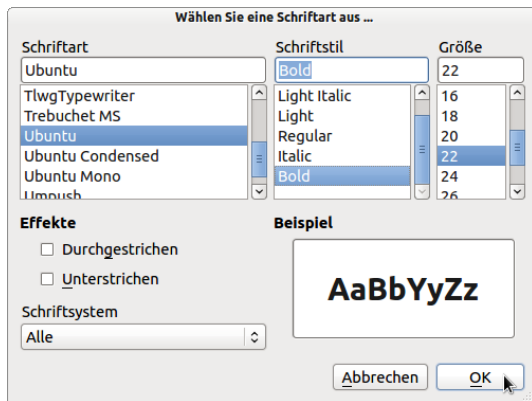 Wählen Sie eine Schriftart aus ...
Schriftart
Schriftstil
Größe
Ubuntu
Bold
22
TlwgTypewriter
Trebuchet MS
Ubuntu
Ubuntu Condensed
Ubuntu Mono
Umpush
Light Italic
Light
Regular
Italic
Bold
16
18
20
22
24
26
Effekte
Durchgestrichen
Unterstrichen
Schriftsystem
Alle
Beispiel
AaBbYyZz
Abbrechen
OK